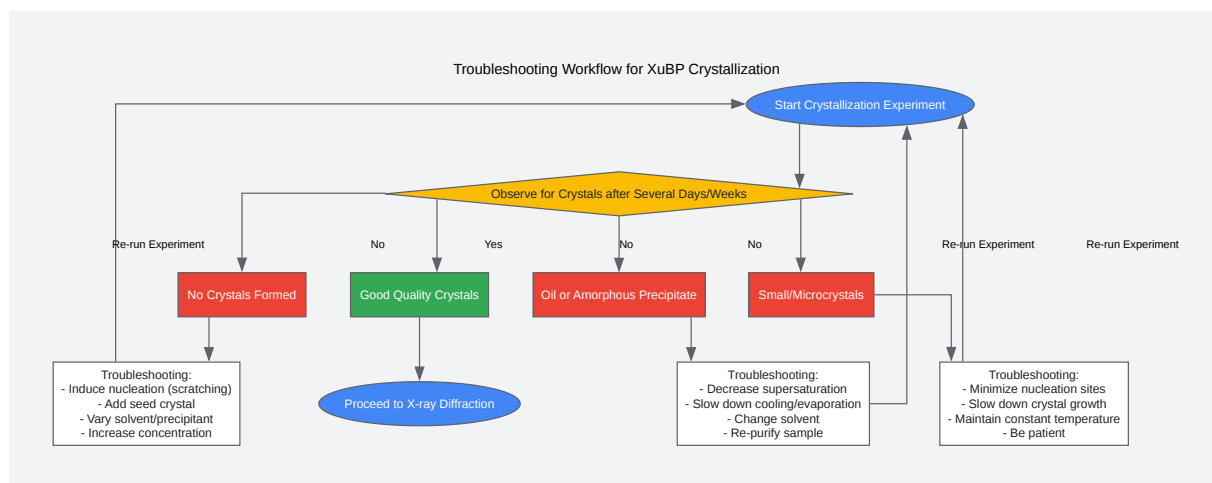 Troubleshooting Workflow for XuBP Crystallization
Start Crystallization Experiment
Observe for Crystals after Several Days/Weeks
Re-run Experiment
No
Yes
No
No
Re-run Experiment
Re-run Experiment
No Crystals Formed
Good Quality Crystals
Oil or Amorphous Precipitate
Small/Microcrystals
Troubleshooting:
- Induce nucleation (scratching)
- Add seed crystal
- Vary solvent/precipitant
- Increase concentration
Proceed to X-ray Diffraction
Troubleshooting:
- Decrease supersaturation
- Slow down cooling/evaporation
- Change solvent
- Re-purify sample
Troubleshooting:
- Minimize nucleation sites
- Slow down crystal growth
- Maintain constant temperature
- Be patient